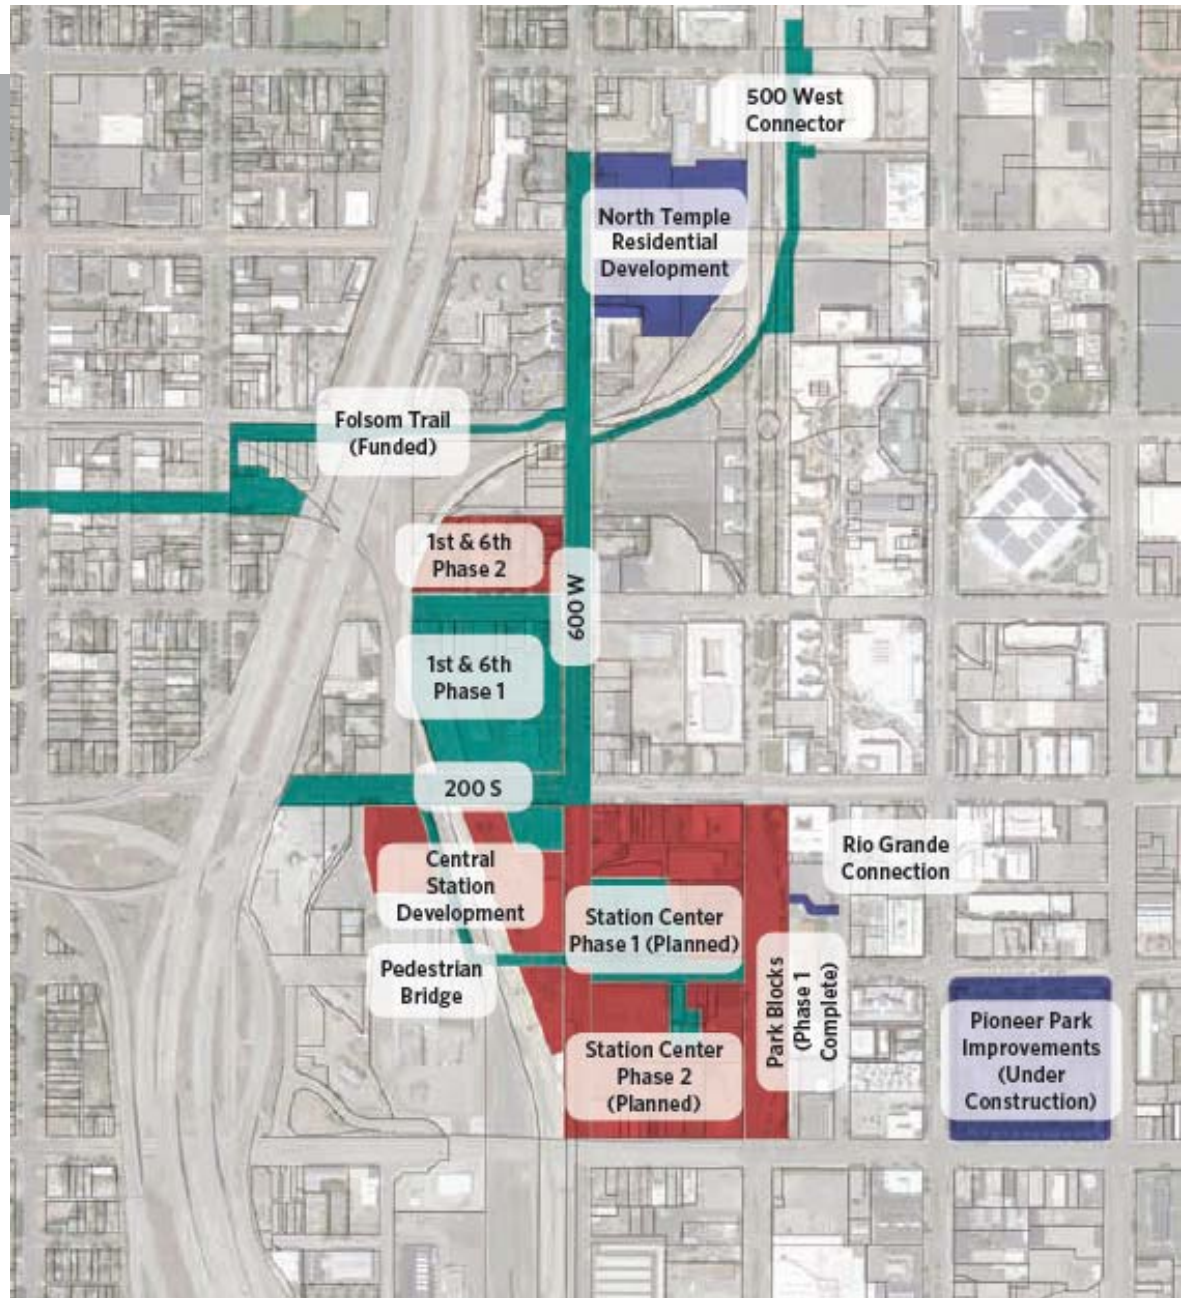 500 West
Connector
North Temple
Residential
Development
Folsom Trail
(Funded)
1st & 6th
Phase 2
600 W
1st & 6th
Phase 1
200 S
Rio Grande
Connection
Central
Station
Development
Station Center
Phase 1 (Planned)
Pedestrian
Bridge
Park Blocks
(Phase 1
Complete)
Pioneer Park
Improvements
(Under
Construction)
Station Center
Phase 2
(Planned)